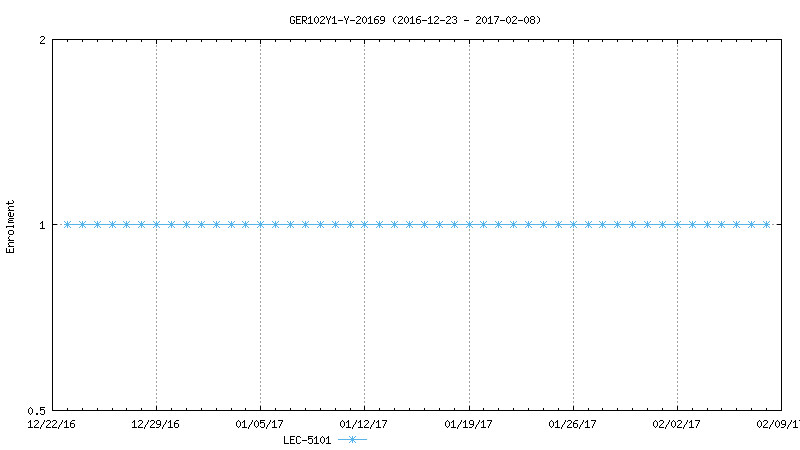 GER102Y1-Y-20169 (2016-12-23 - 2017-02-08)
2
Enrolment
1
0.5
12/22/16 12/29/16 01/05/17 01/12/17 01/19/17 01/26/17 02/02/17 02/09/1
LEC-5101